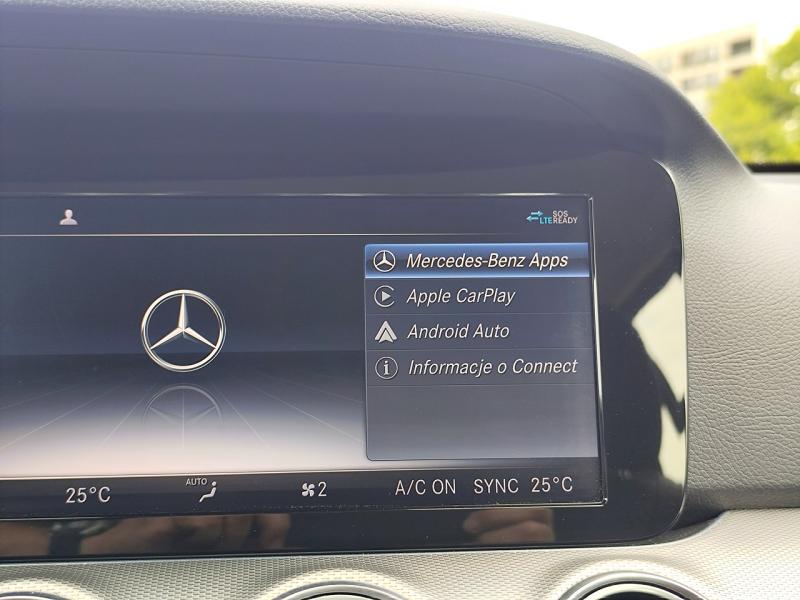 SOS
LTE READY
Mercedes-Benz Apps
Apple CarPlay
Android Auto
Informacje o Connect
25°C AUTO 2 A/C ON SYNC 25°C